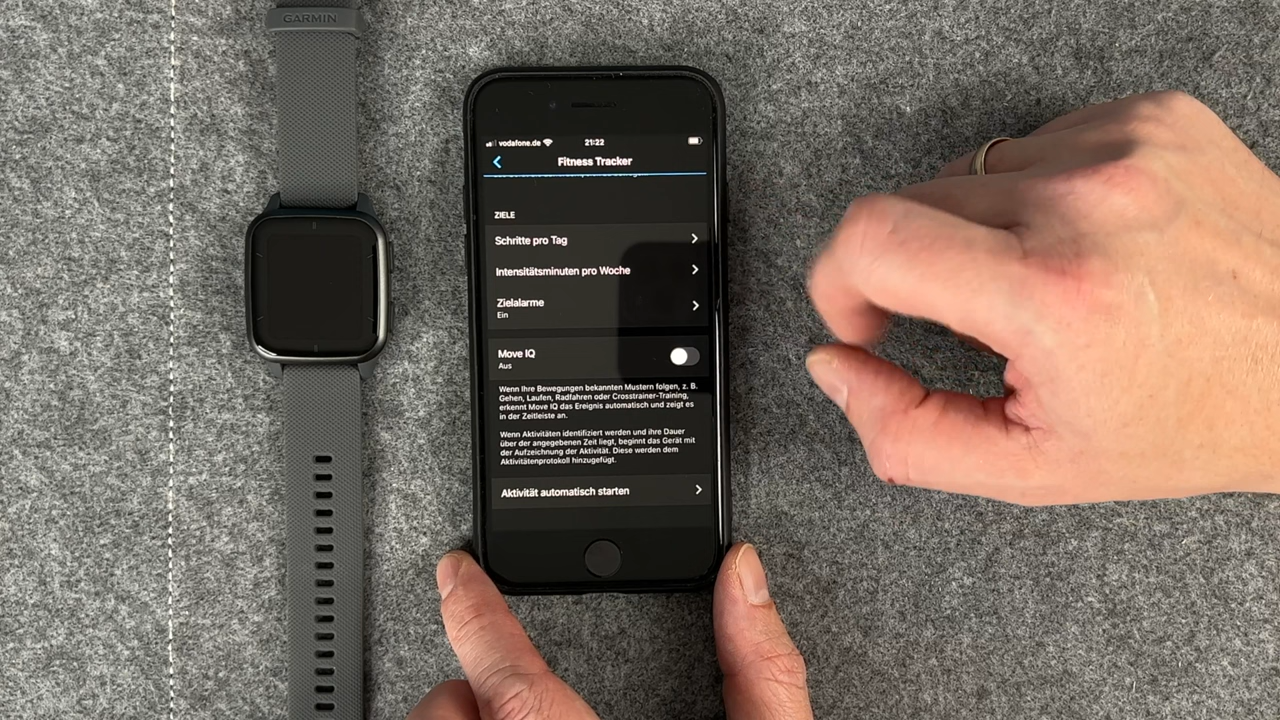 GARMIN
vodafone.de
21:22
Fitness Tracker
ZIELE
Schritte pro Tag
Intensitätsminuten pro Woche
Zielalarme
Ein
Move IQ
Aus
Wenn Ihre Bewegungen bekannten Mustern folgen, z. B.
Gehen, Laufen, Radfahren oder Crosstrainer-Training,
erkennt Move IQ das Ereignis automatisch und zeigt es
in der Zeitleiste an.
Wenn Aktivitäten identifiziert werden und ihre Dauer
über der angegebenen Zeit liegt, beginnt das Gerät mit
der Aufzeichnung der Aktivität. Diese werden dem
Aktivitätenprotokoll hinzugefügt.
Aktivität automatisch starten